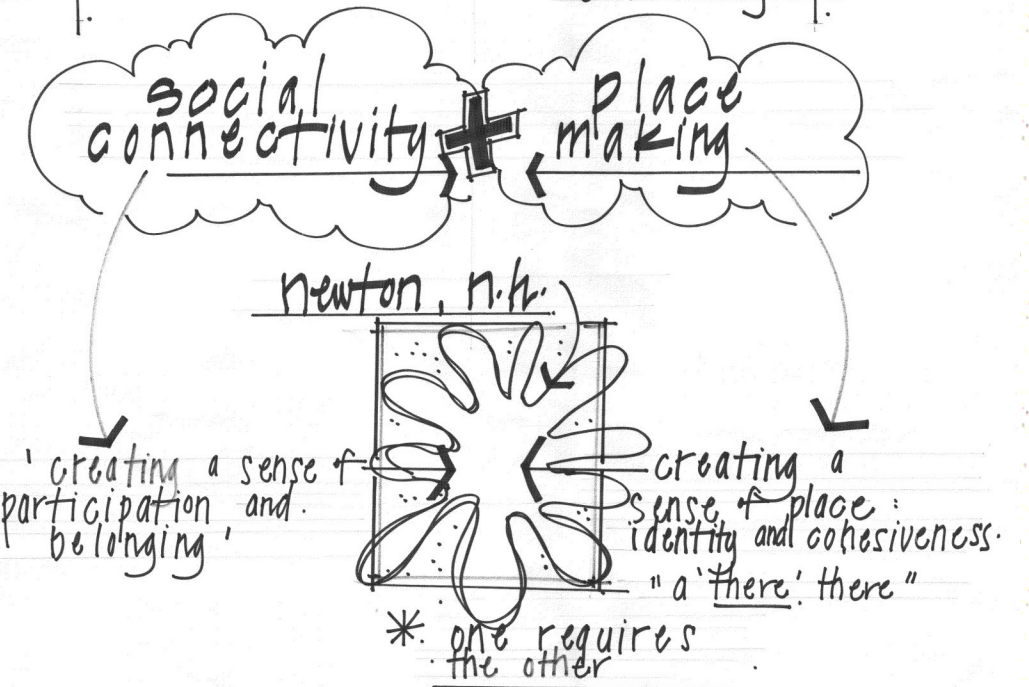 social
connectivity
+
place
making
newton, n.h.
'creating a sense of
participation and.
belonging'
creating a
sense of place:
identity and cohesiveness.
"a 'there'. there"
* one requires
the other